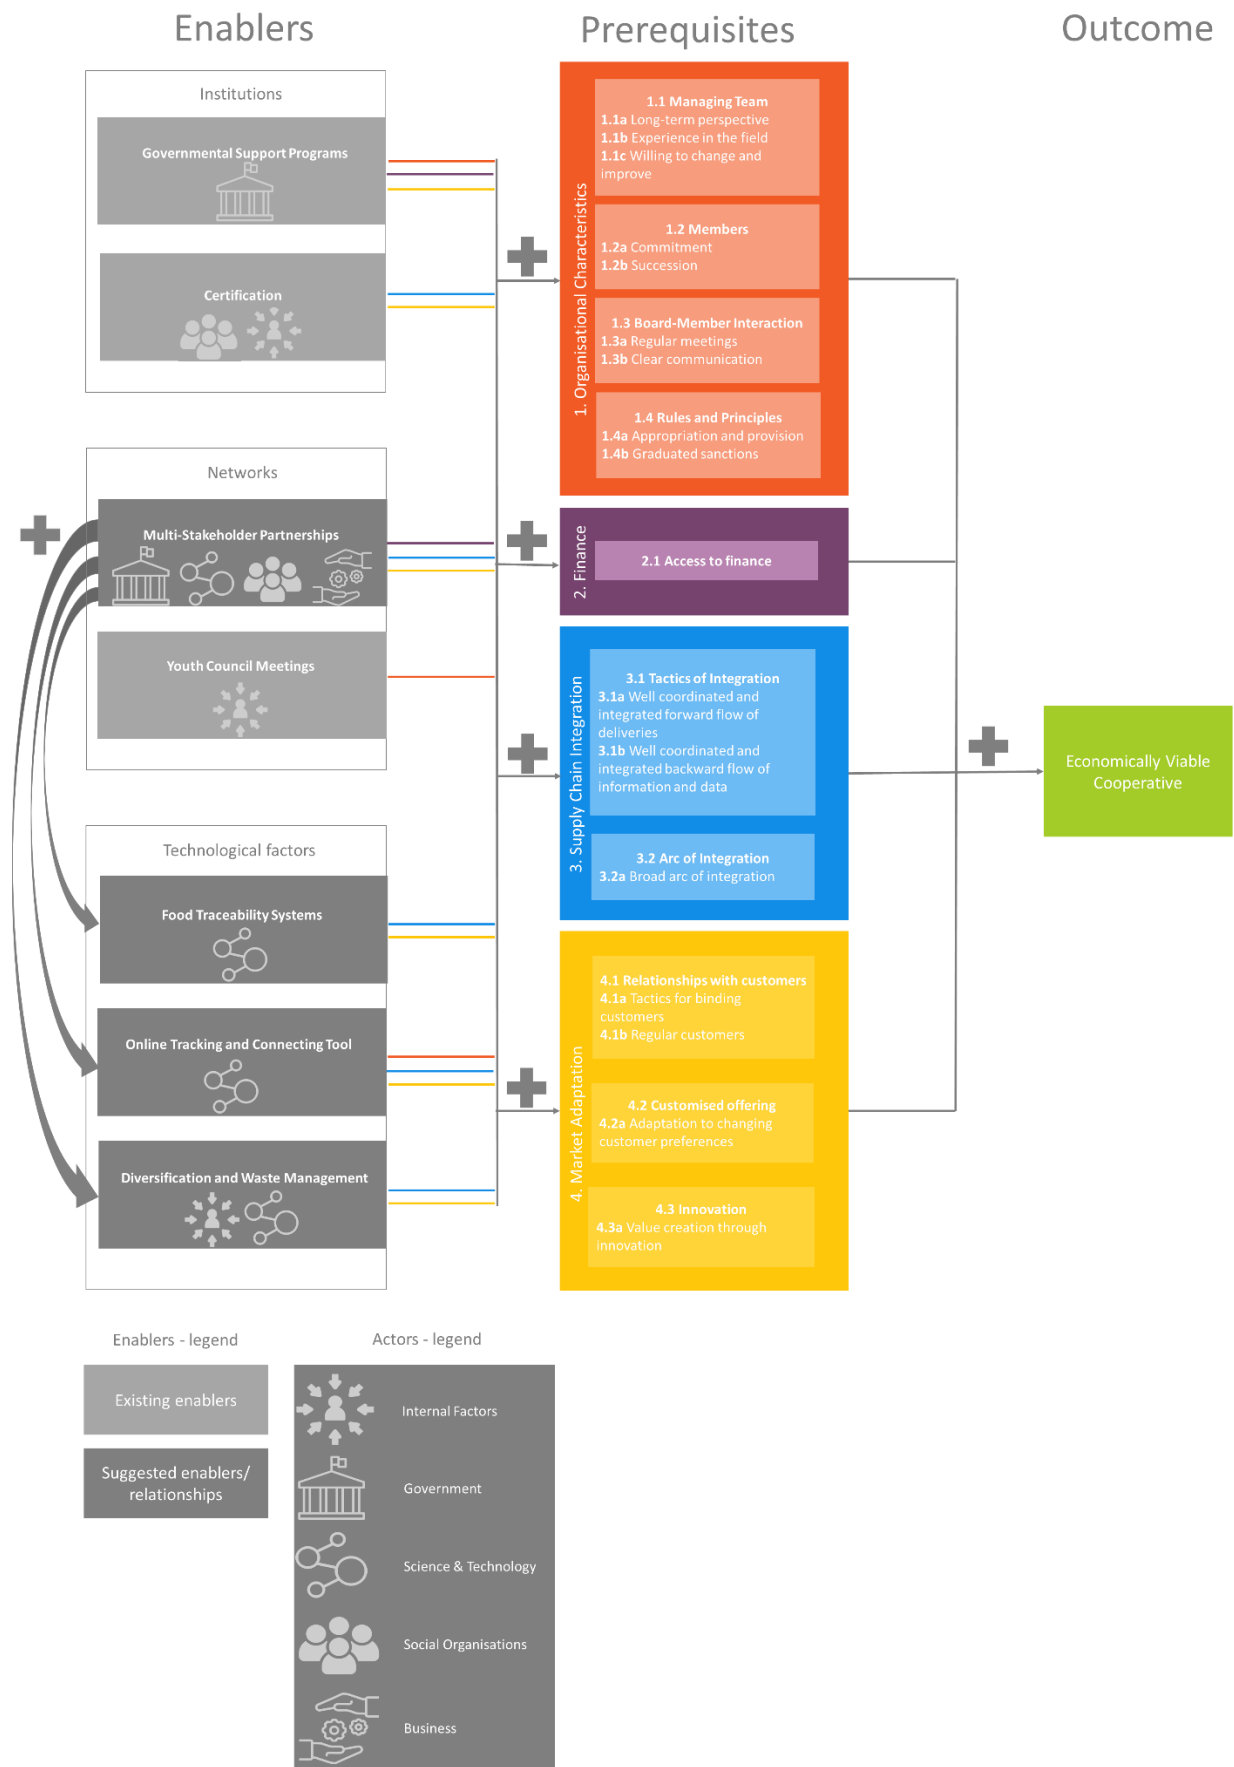 Enablers
Prerequisites
Outcome
Institutions
Governmental Support Programs
Certification
Networks
Multi-Stakeholder Partnerships
Youth Council Meetings
Technological factors
Food Traceability Systems
Online Tracking and Connecting Tool
Diversification and Waste Management
1. Organisational Characteristics
1.1 Managing Team
1.1a Long-term perspective
1.1b Experience in the field
1.1c Willing to change and
improve
1.2 Members
1.2a Commitment
1.2b Succession
1.3 Board-Member Interaction
1.3a Regular meetings
1.3b Clear communication
1.4 Rules and Principles
1.4a Appropriation and provision
1.4b Graduated sanctions
2. Finance
2.1 Access to finance
3. Supply Chain Integration
3.1 Tactics of Integration
3.1a Well coordinated and
integrated forward flow of
deliveries
3.1b Well coordinated and
integrated backward flow of
information and data
3.2 Arc of Integration
3.2a Broad arc of integration
4. Market Adaptation
4.1 Relationships with customers
4.1a Tactics for binding
customers
4.1b Regular customers
4.2 Customised offering
4.2a Adaptation to changing
customer preferences
4.3 Innovation
4.3a Value creation through
innovation
Economically Viable
Cooperative
Enablers - legend
Existing enablers
Suggested enablers/
relationships
Actors - legend
Internal Factors
Government
Science & Technology
Social Organisations
Business